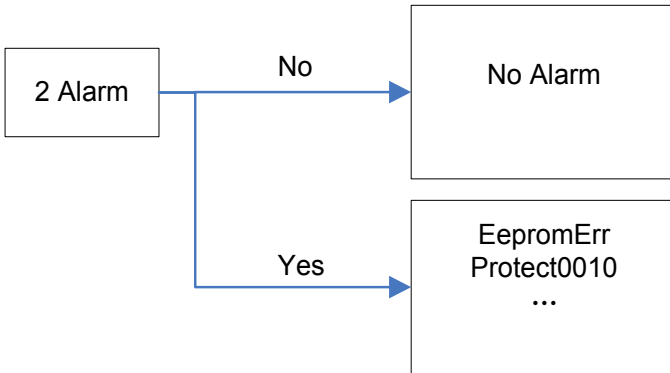 2 Alarm
No
No Alarm
Yes
EepromErr
Protect0010
...